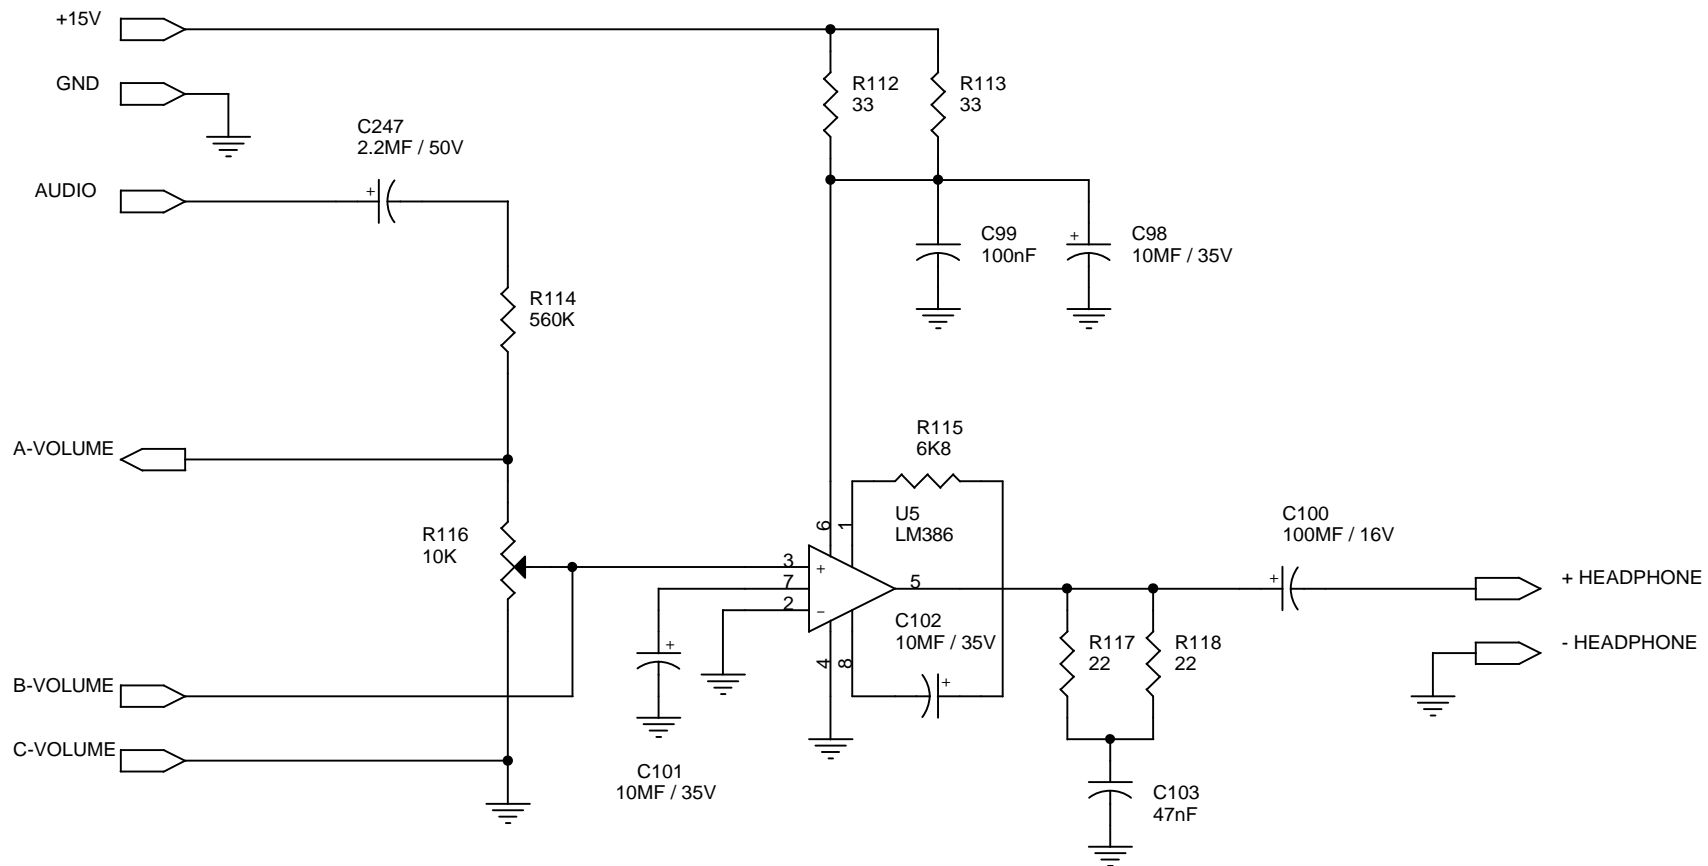 +15V
GND
C247
2.2MF / 50V
AUDIO
R112
33
R113
33
C99
100nF
+
C98
10MF / 35V
+
R114
560K
A-VOLUME
R115
6K8
R116
10K
U5
LM386
6
1
3
+
7
2
−
5
4
8
C102
10MF / 35V
+
+
C101
10MF / 35V
C100
100MF / 16V
+
+ HEADPHONE
- HEADPHONE
R117
22
R118
22
B-VOLUME
C-VOLUME
C103
47nF